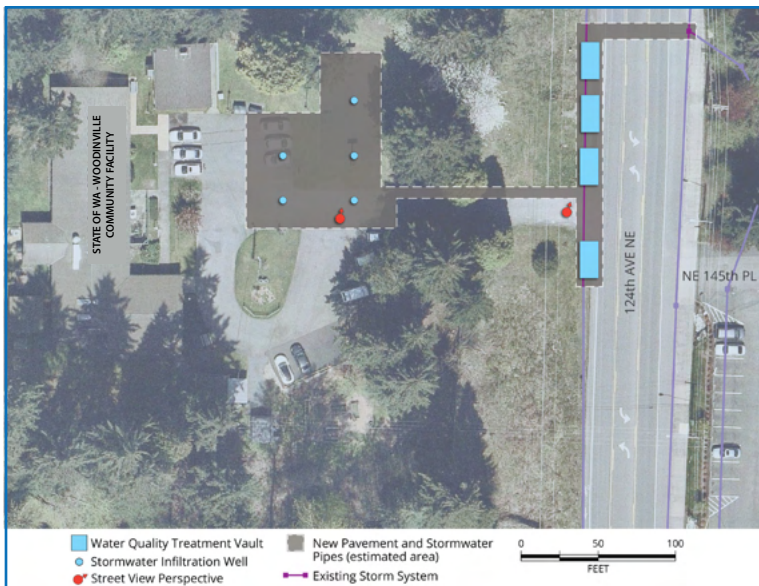 STATE OF WA - WOODINVILLE
COMMUNITY FACILITY
124th AVE NE
NE 145th PL
Water Quality Treatment Vault
Stormwater Infiltration Well
Street View Perspective
New Pavement and Stormwater
Pipes (estimated area)
Existing Storm System
0 50 100
FEET